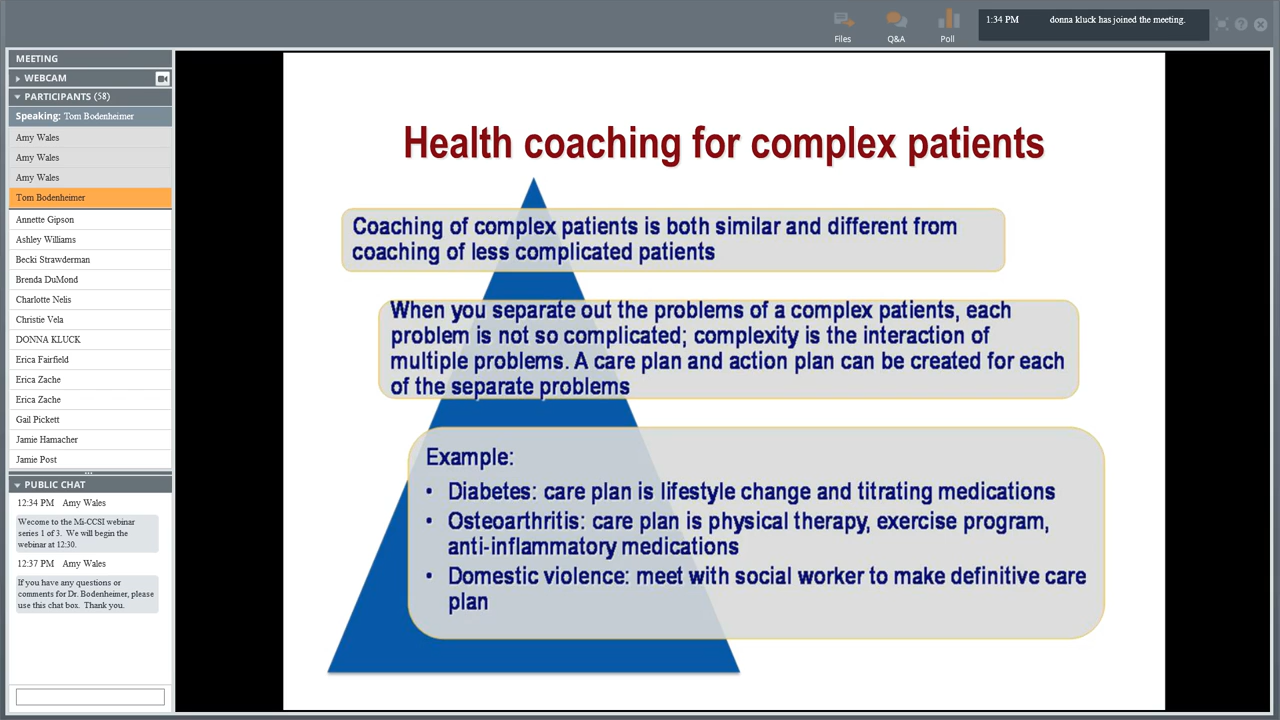 Files
Q&A
Poll
1:34 PM donna kluck has joined the meeting.
MEETING
WEBCAM
PARTICIPANTS (58)
Speaking: Tom Bodenheimer
Amy Wales
Amy Wales
Amy Wales
Tom Bodenheimer
Annette Gipson
Ashley Williams
Becki Strawderman
Brenda DuMond
Charlotte Nelis
Christie Vela
DONNA KLUCK
Erica Fairfield
Erica Zache
Erica Zache
Gail Pickett
Jamie Hamacher
Jamie Post
PUBLIC CHAT
12:34 PM Amy Wales
Wecome to the Mi-CCSI webinar
series 1 of 3. We will begin the
webinar at 12:30.
12:37 PM Amy Wales
If you have any questions or
comments for Dr. Bodenheimer, please
use this chat box. Thank you.
Health coaching for complex patients
Coaching of complex patients is both similar and different from
coaching of less complicated patients
When you separate out the problems of a complex patients, each
problem is not so complicated; complexity is the interaction of
multiple problems. A care plan and action plan can be created for each
of the separate problems
Example:
• Diabetes: care plan is lifestyle change and titrating medications
• Osteoarthritis: care plan is physical therapy, exercise program,
anti-inflammatory medications
• Domestic violence: meet with social worker to make definitive care
plan